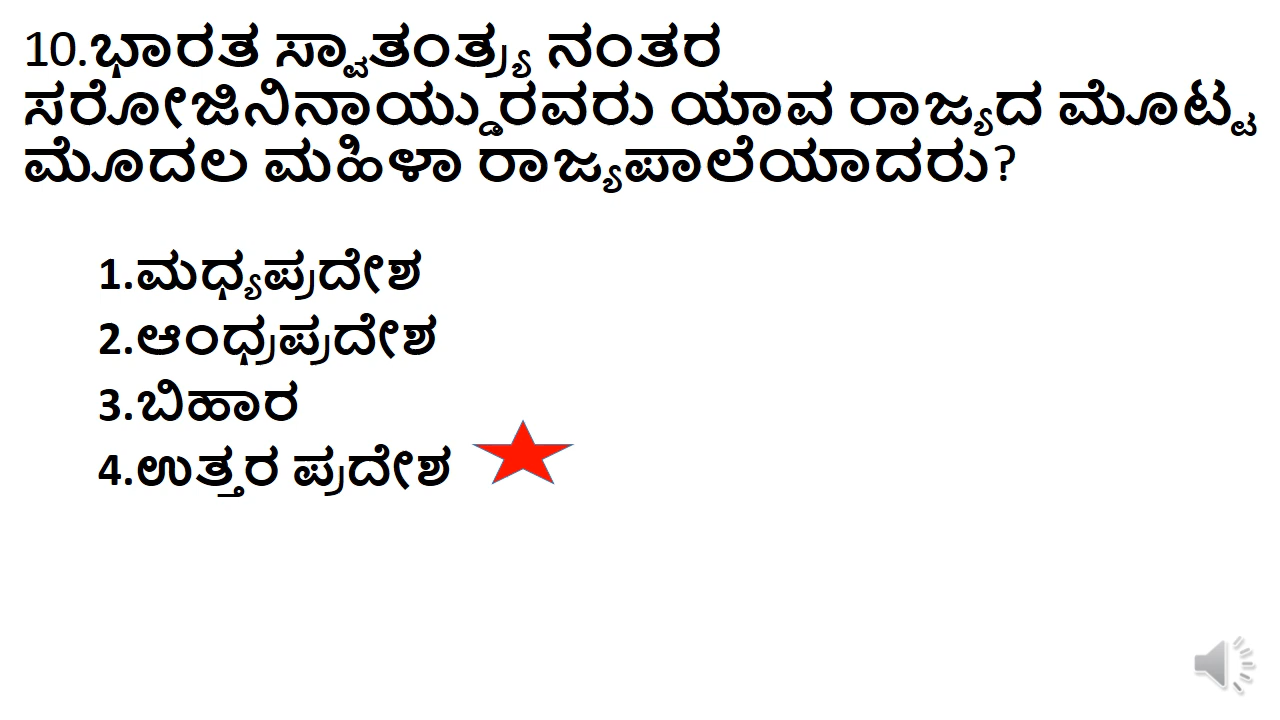 10.ಭಾರತ ಸ್ವಾತಂತ್ರ್ಯ ನಂತರ
ಸರೋಜಿನಿನಾಯ್ಡುರವರು ಯಾವ ರಾಜ್ಯದ ಮೊಟ್ಟ
ಮೊದಲ ಮಹಿಳಾ ರಾಜ್ಯಪಾಲೆಯಾದರು?
1.ಮಧ್ಯಪ್ರದೇಶ
2.ಆಂಧ್ರಪ್ರದೇಶ
3.ಬಿಹಾರ
4.ಉತ್ತರ ಪ್ರದೇಶ